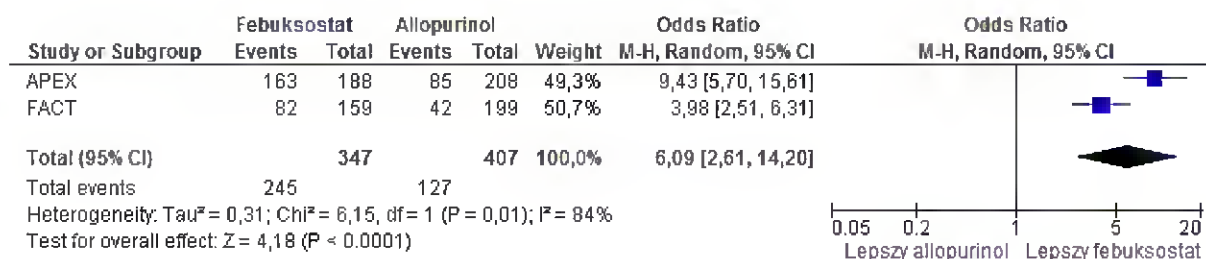 Febuksostat Allopurinol Odds Ratio Odds Ratio
Study or Subgroup Events Total Events Total Weight M-H, Random, 95% CI M-H, Random, 95% CI
APEX 163 188 85 208 49,3% 9,43 [5,70, 15,61]
FACT 82 159 42 199 50,7% 3,98 [2,51, 6,31]
Total (95% CI) 347 407 100,0% 6,09 [2,61, 14,20]
Total events 245 127
Heterogeneity: Tau² = 0,31; Chi² = 6,15, df = 1 (P = 0,01); I² = 84%
Test for overall effect: Z = 4,18 (P < 0.0001)
0.05 0.2 1 5 20
Lepszy allopurinol Lepszy febuksostat